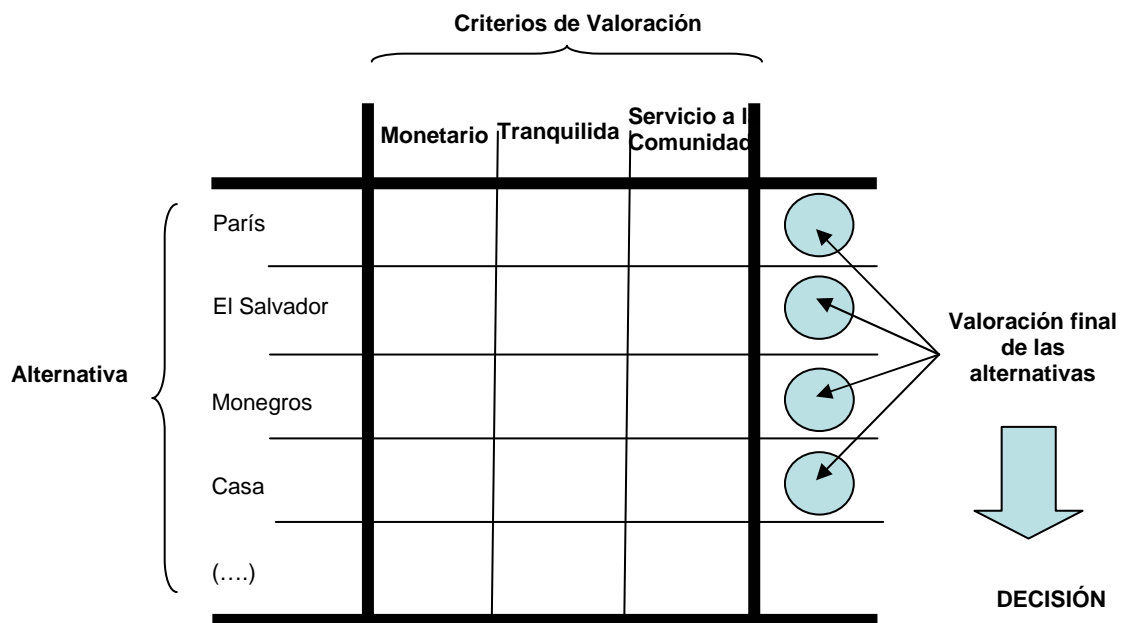 Criterios de Valoración
Monetario
Tranquilida
Servicio a l
Comunidad
París
El Salvador
Alternativa
Monegros
Casa
(....)
Valoración final
de las
alternativas
DECISIÓN